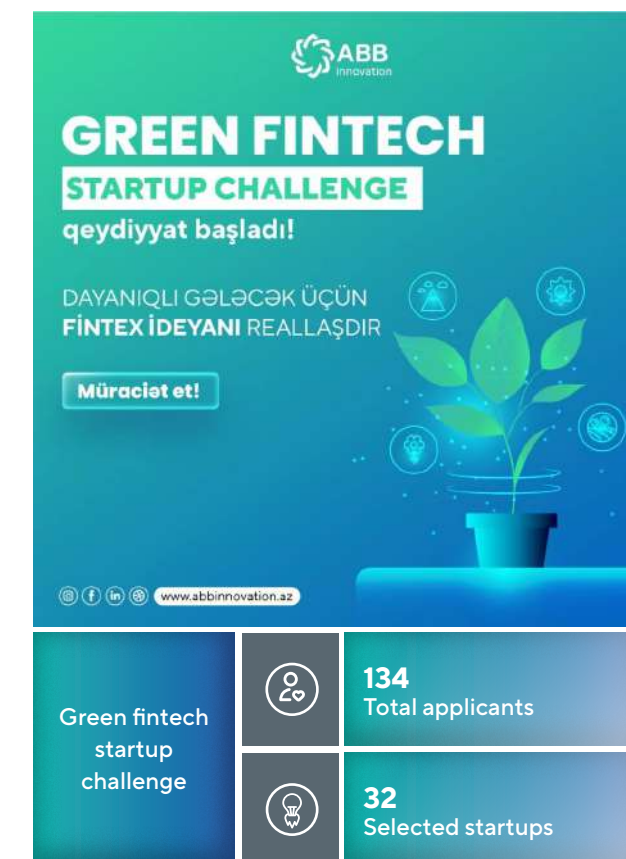 ABB
innovation
GREEN FINTECH
STARTUP CHALLENGE
qeydiyyat başladı!
DAYANIQLI GƏLƏCƏK ÜÇÜN
FİNTEX İDEYANI REALLAŞDIR
Müraciət et!
www.abbinnovation.az
Green fintech
startup
challenge
134
Total applicants
32
Selected startups